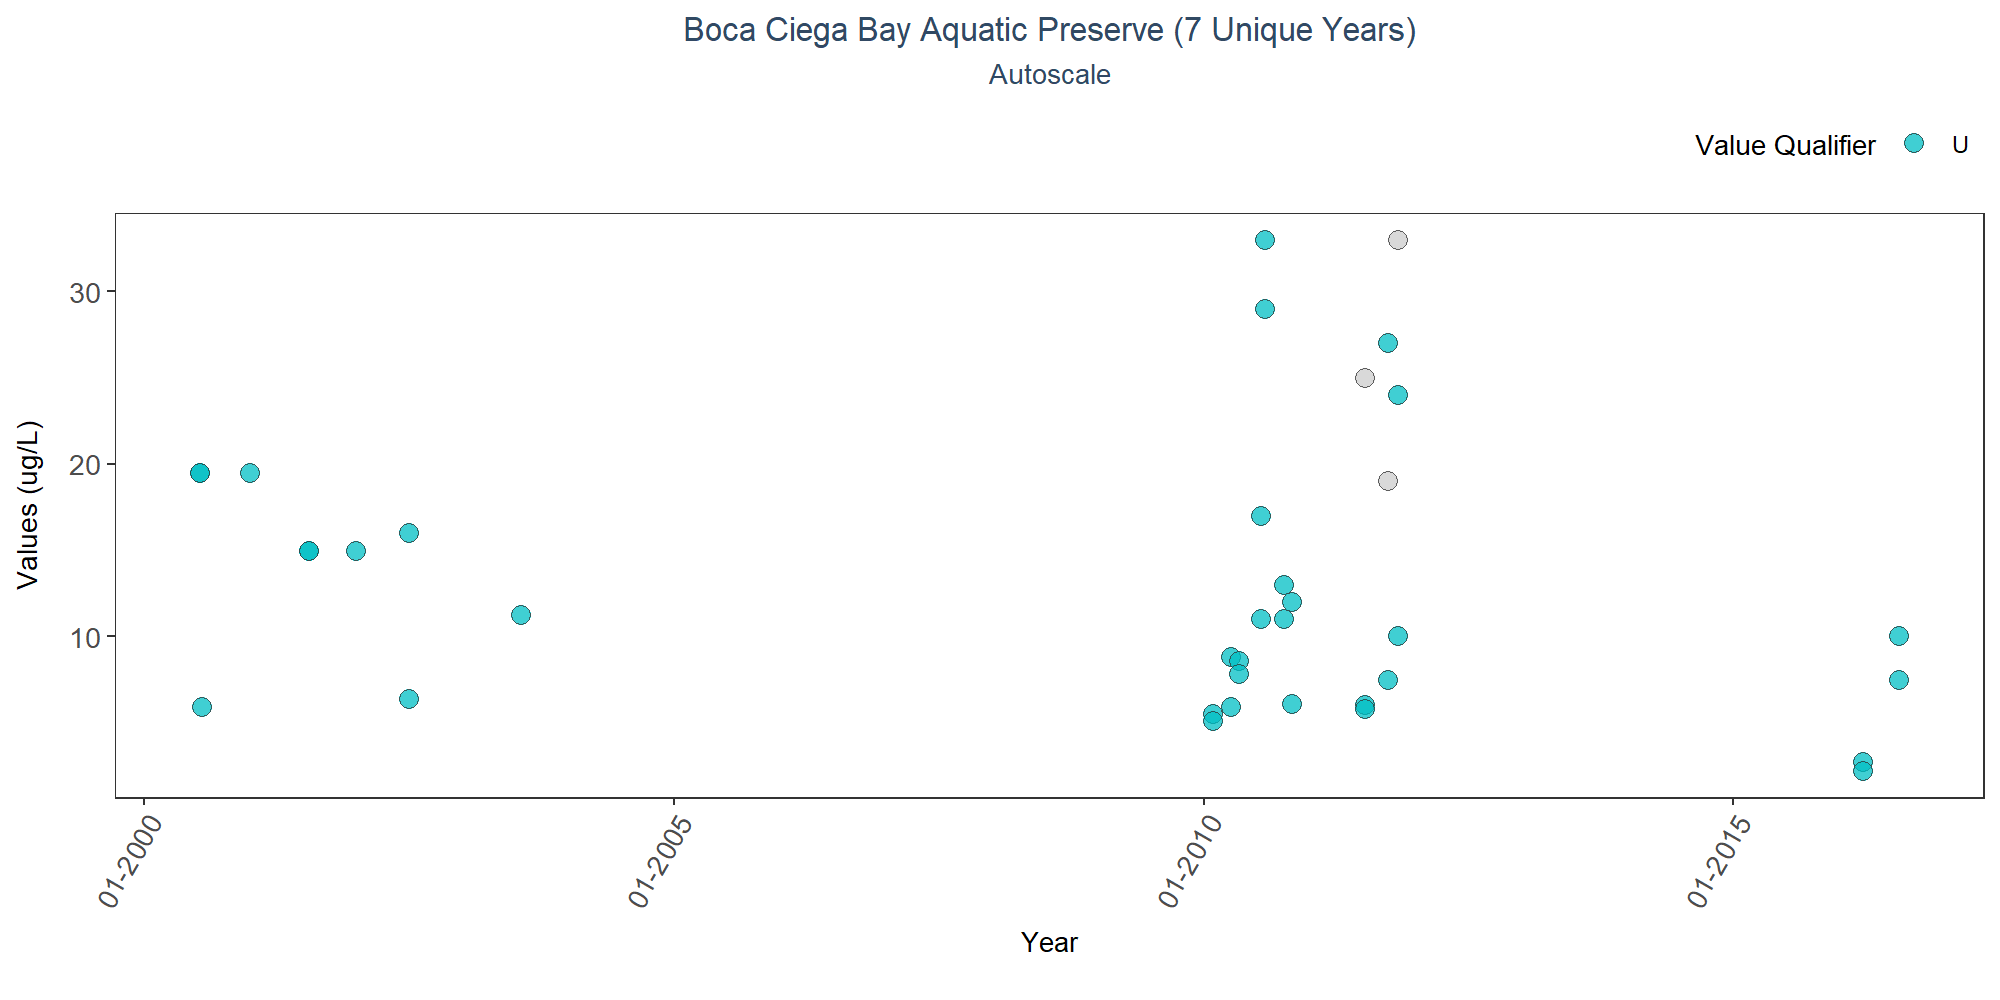 Boca Ciega Bay Aquatic Preserve (7 Unique Years)
Autoscale
Value Qualifier U
Values (ug/L)
30
20
10
01-2000 01-2005 01-2010 01-2015
Year